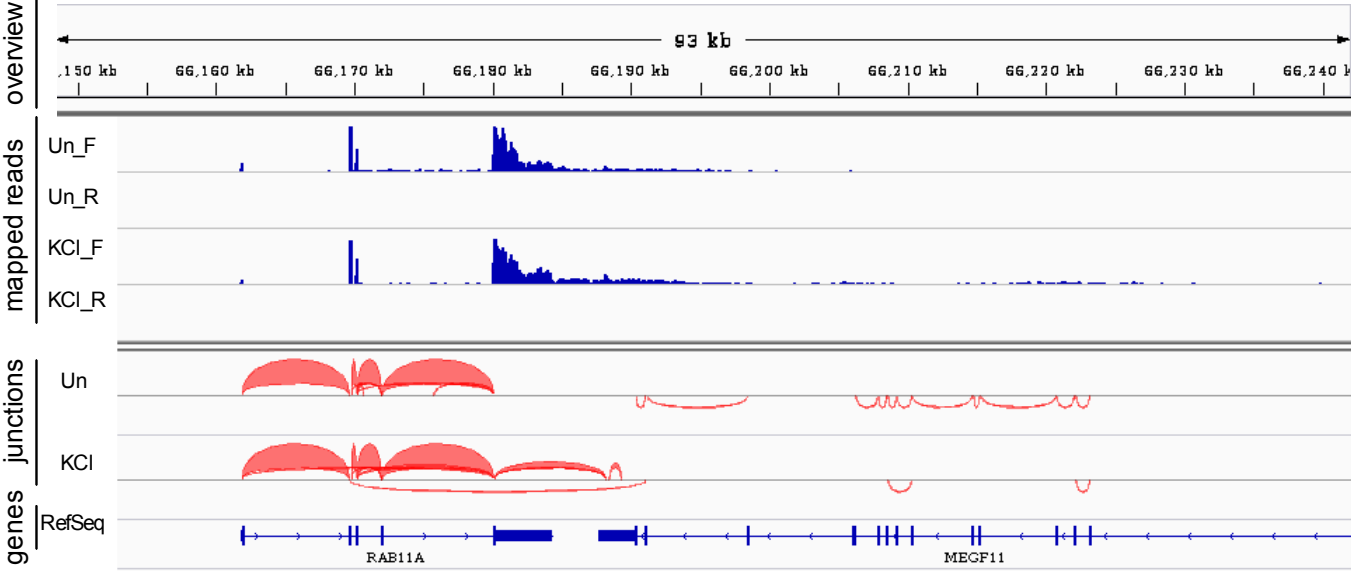 overview
93 kb
,150 kb 66,160 kb 66,170 kb 66,180 kb 66,190 kb 66,200 kb 66,210 kb 66,220 kb 66,230 kb 66,240 k
mapped reads
Un_F
Un_R
KCl_F
KCl_R
junctions
Un
KCl
genes
RefSeq
RAB11A MEGF11